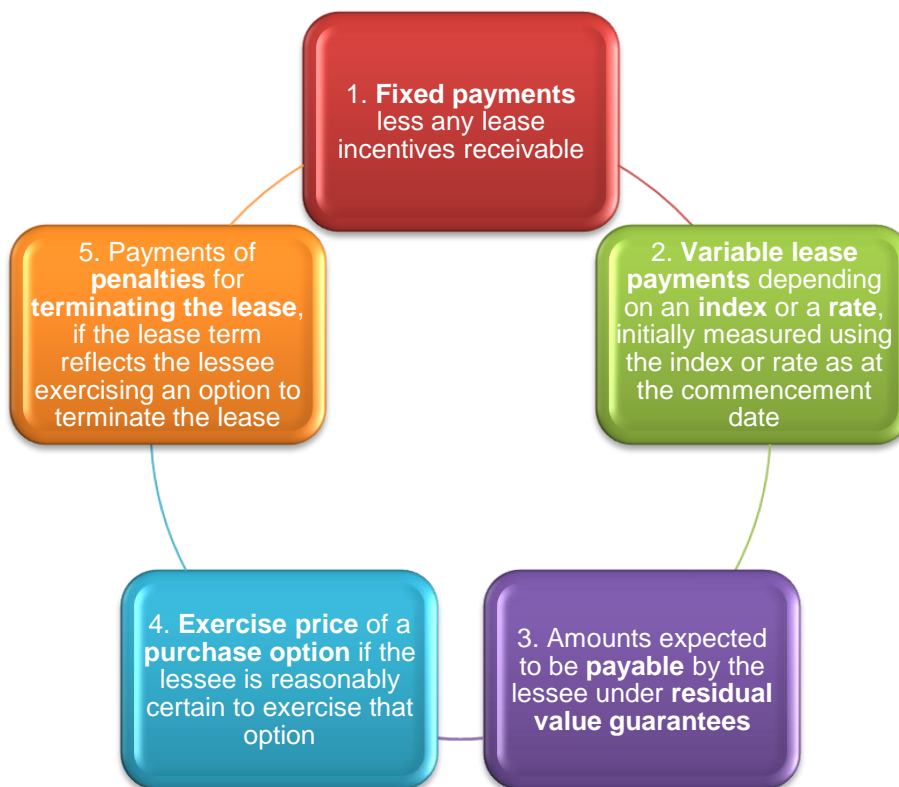 1. Fixed payments
less any lease
incentives receivable
2. Variable lease
payments depending
on an index or a rate,
initially measured using
the index or rate as at
the commencement
date
3. Amounts expected
to be payable by the
lessee under residual
value guarantees
4. Exercise price of a
purchase option if the
lessee is reasonably
certain to exercise that
option
5. Payments of
penalties for
terminating the lease,
if the lease term
reflects the lessee
exercising an option to
terminate the lease